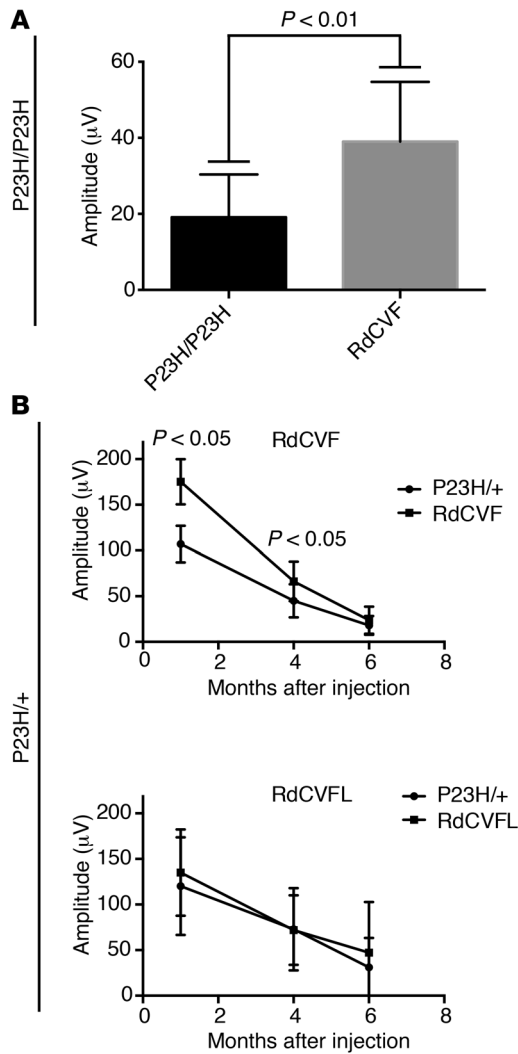 A
P < 0.01
P23H/P23H
Amplitude (μV)
60
40
20
0
P23H/P23H
RdCVF
B
P23H/+
P < 0.05
RdCVF
200
150
100
50
0
Amplitude (μV)
P23H/+
RdCVF
P < 0.05
0 2 4 6 8
Months after injection
RdCVFL
200
150
100
50
0
Amplitude (μV)
P23H/+
RdCVFL
0 2 4 6 8
Months after injection